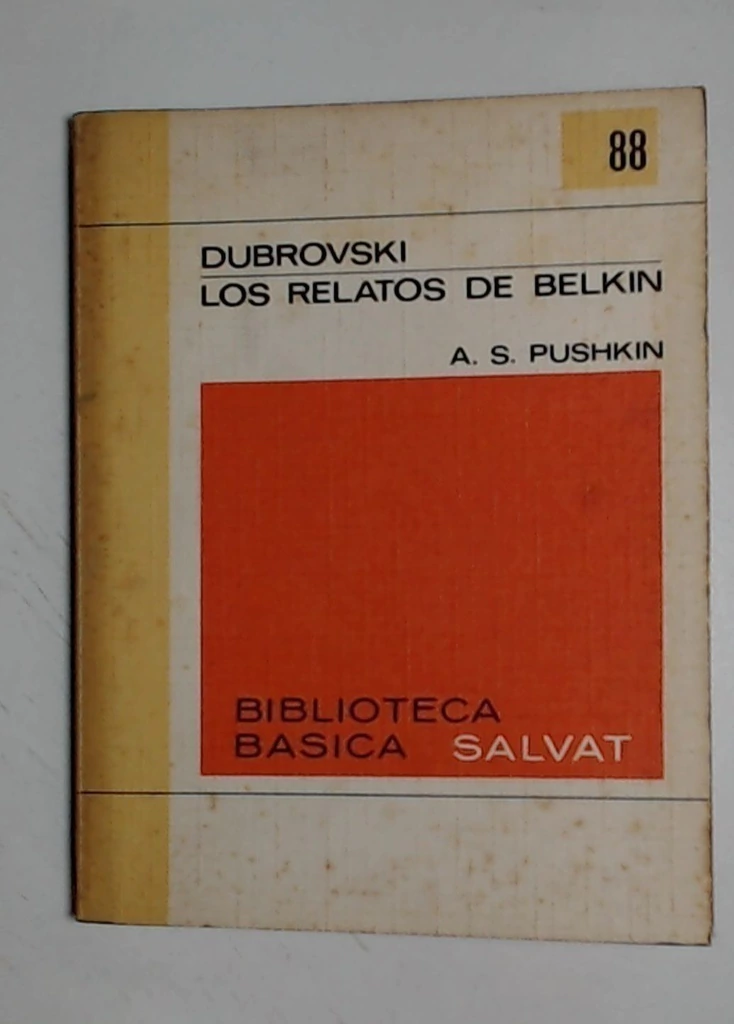 88
DUBROVSKI
LOS RELATOS DE BELKIN
A. S. PUSHKIN
BIBLIOTECA
BASICA SALVAT